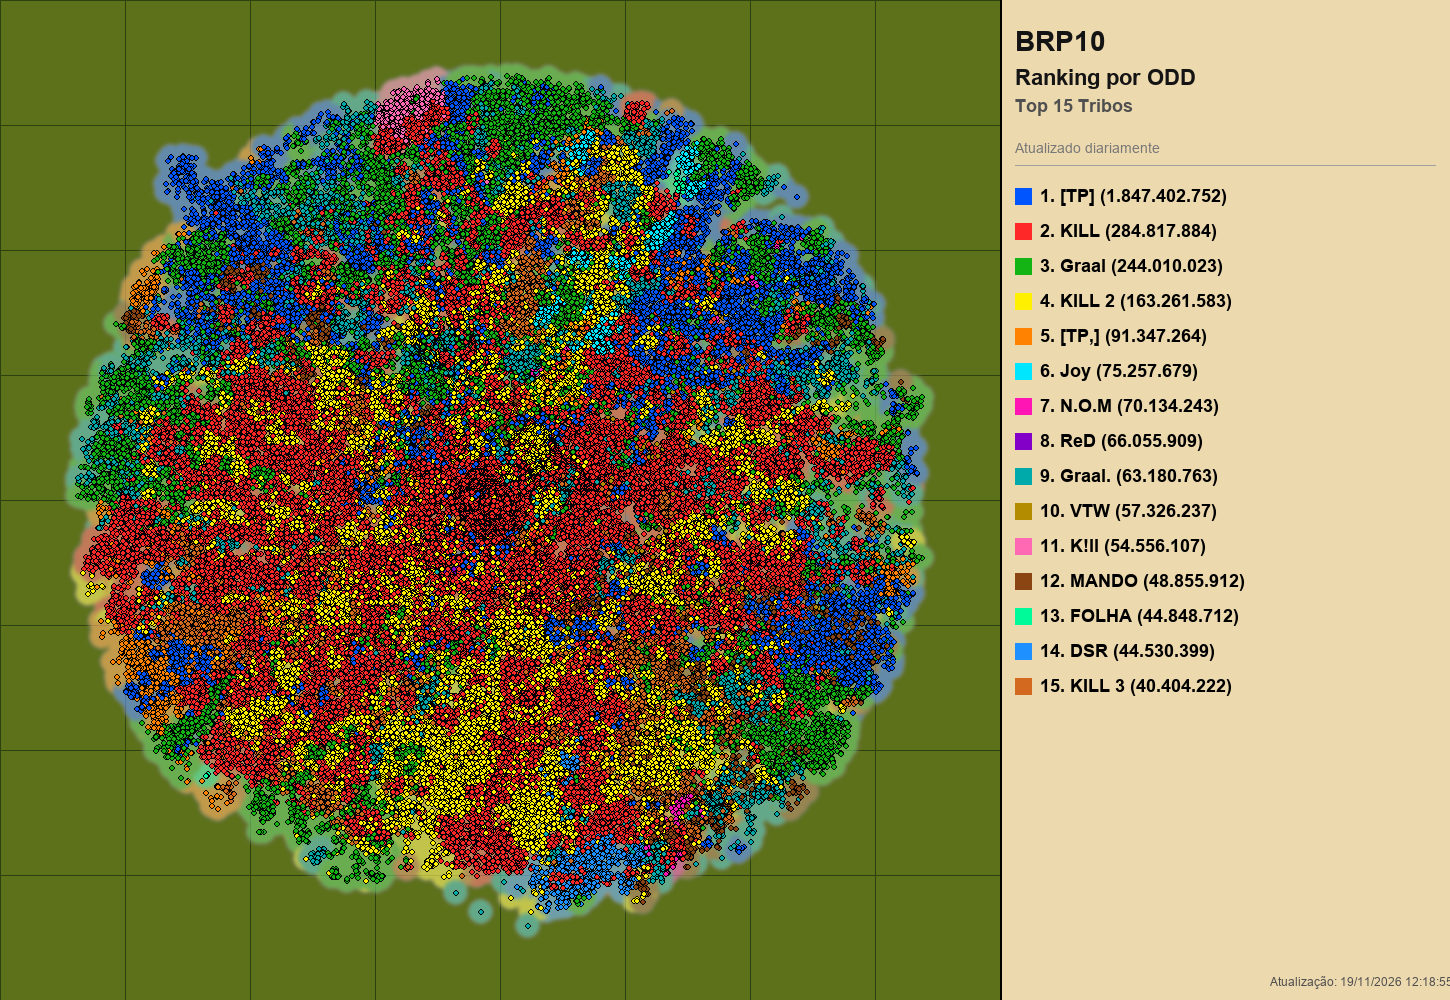 BRP10
Ranking por ODD
Top 15 Tribos
Atualizado diariamente
1. [TP] (1.847.402.752)
2. KILL (284.817.884)
3. Graal (244.010.023)
4. KILL 2 (163.261.583)
5. [TP,] (91.347.264)
6. Joy (75.257.679)
7. N.O.M (70.134.243)
8. ReD (66.055.909)
9. Graal. (63.180.763)
10. VTW (57.326.237)
11. K!ll (54.556.107)
12. MANDO (48.855.912)
13. FOLHA (44.848.712)
14. DSR (44.530.399)
15. KILL 3 (40.404.222)
Atualização: 19/11/2026 12:18:55